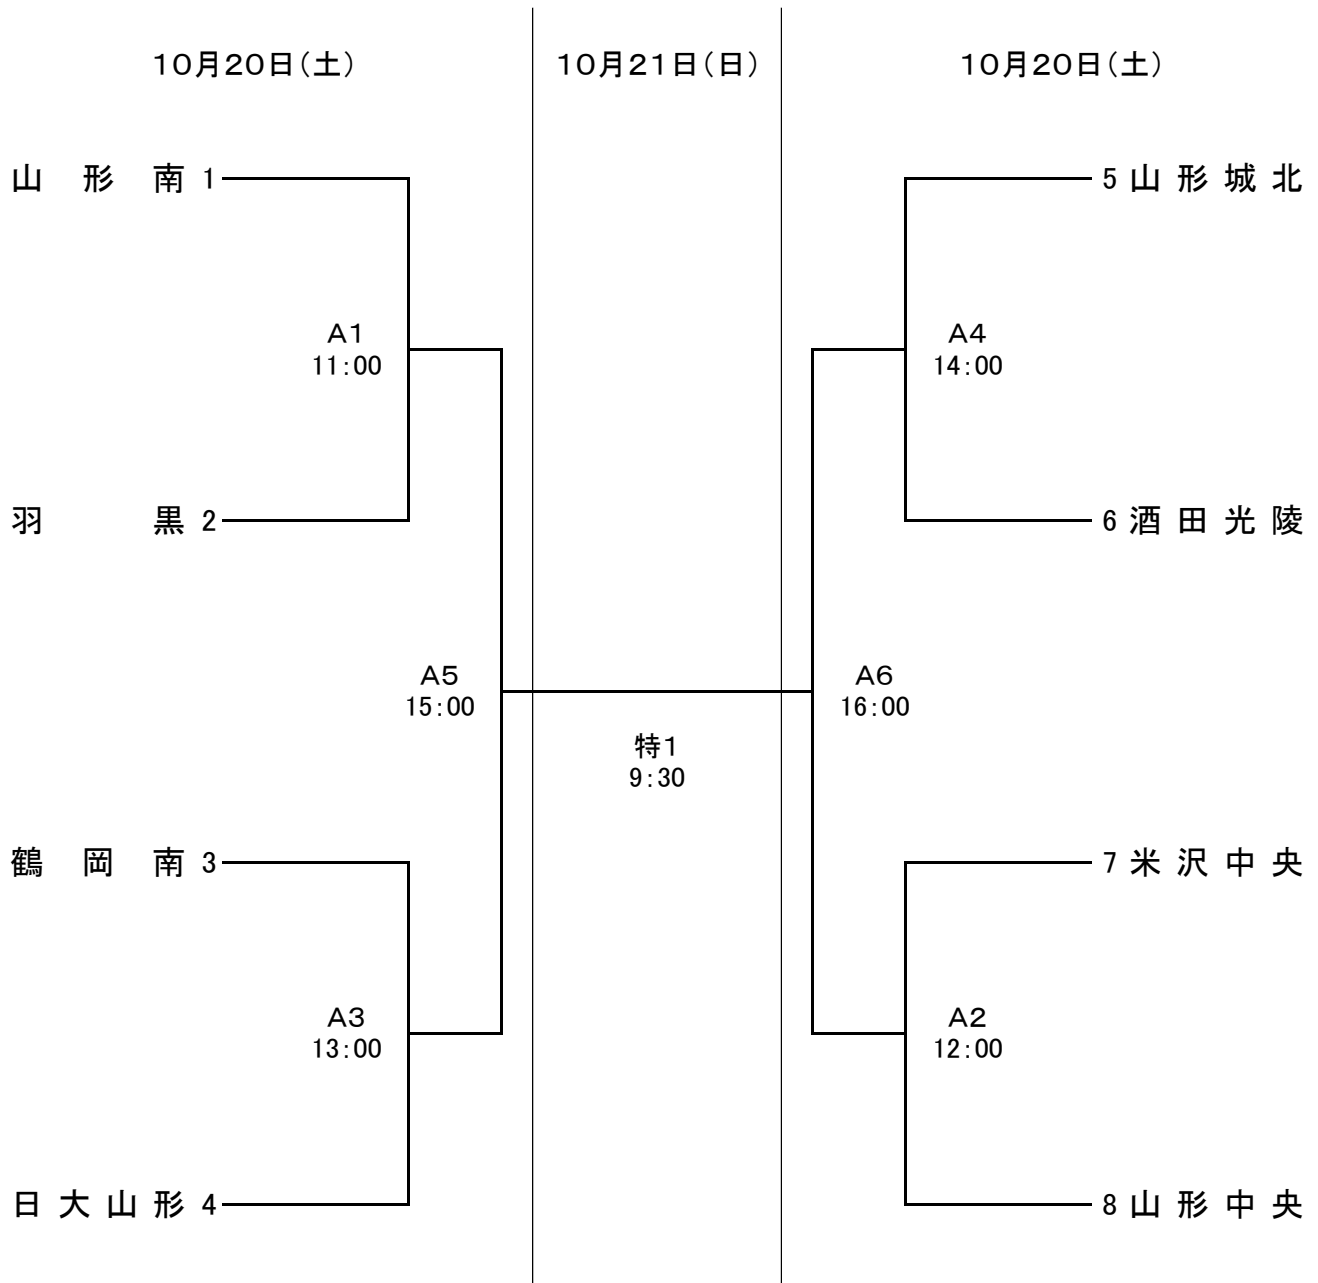 10月20日(土)
10月21日(日)
10月20日(土)
山形南 1
5 山形城北
A1
11:00
A4
14:00
羽黒 2
6 酒田光陵
A5
15:00
A6
16:00
特1
9:30
鶴岡南 3
7 米沢中央
A3
13:00
A2
12:00
日大山形 4
8 山形中央